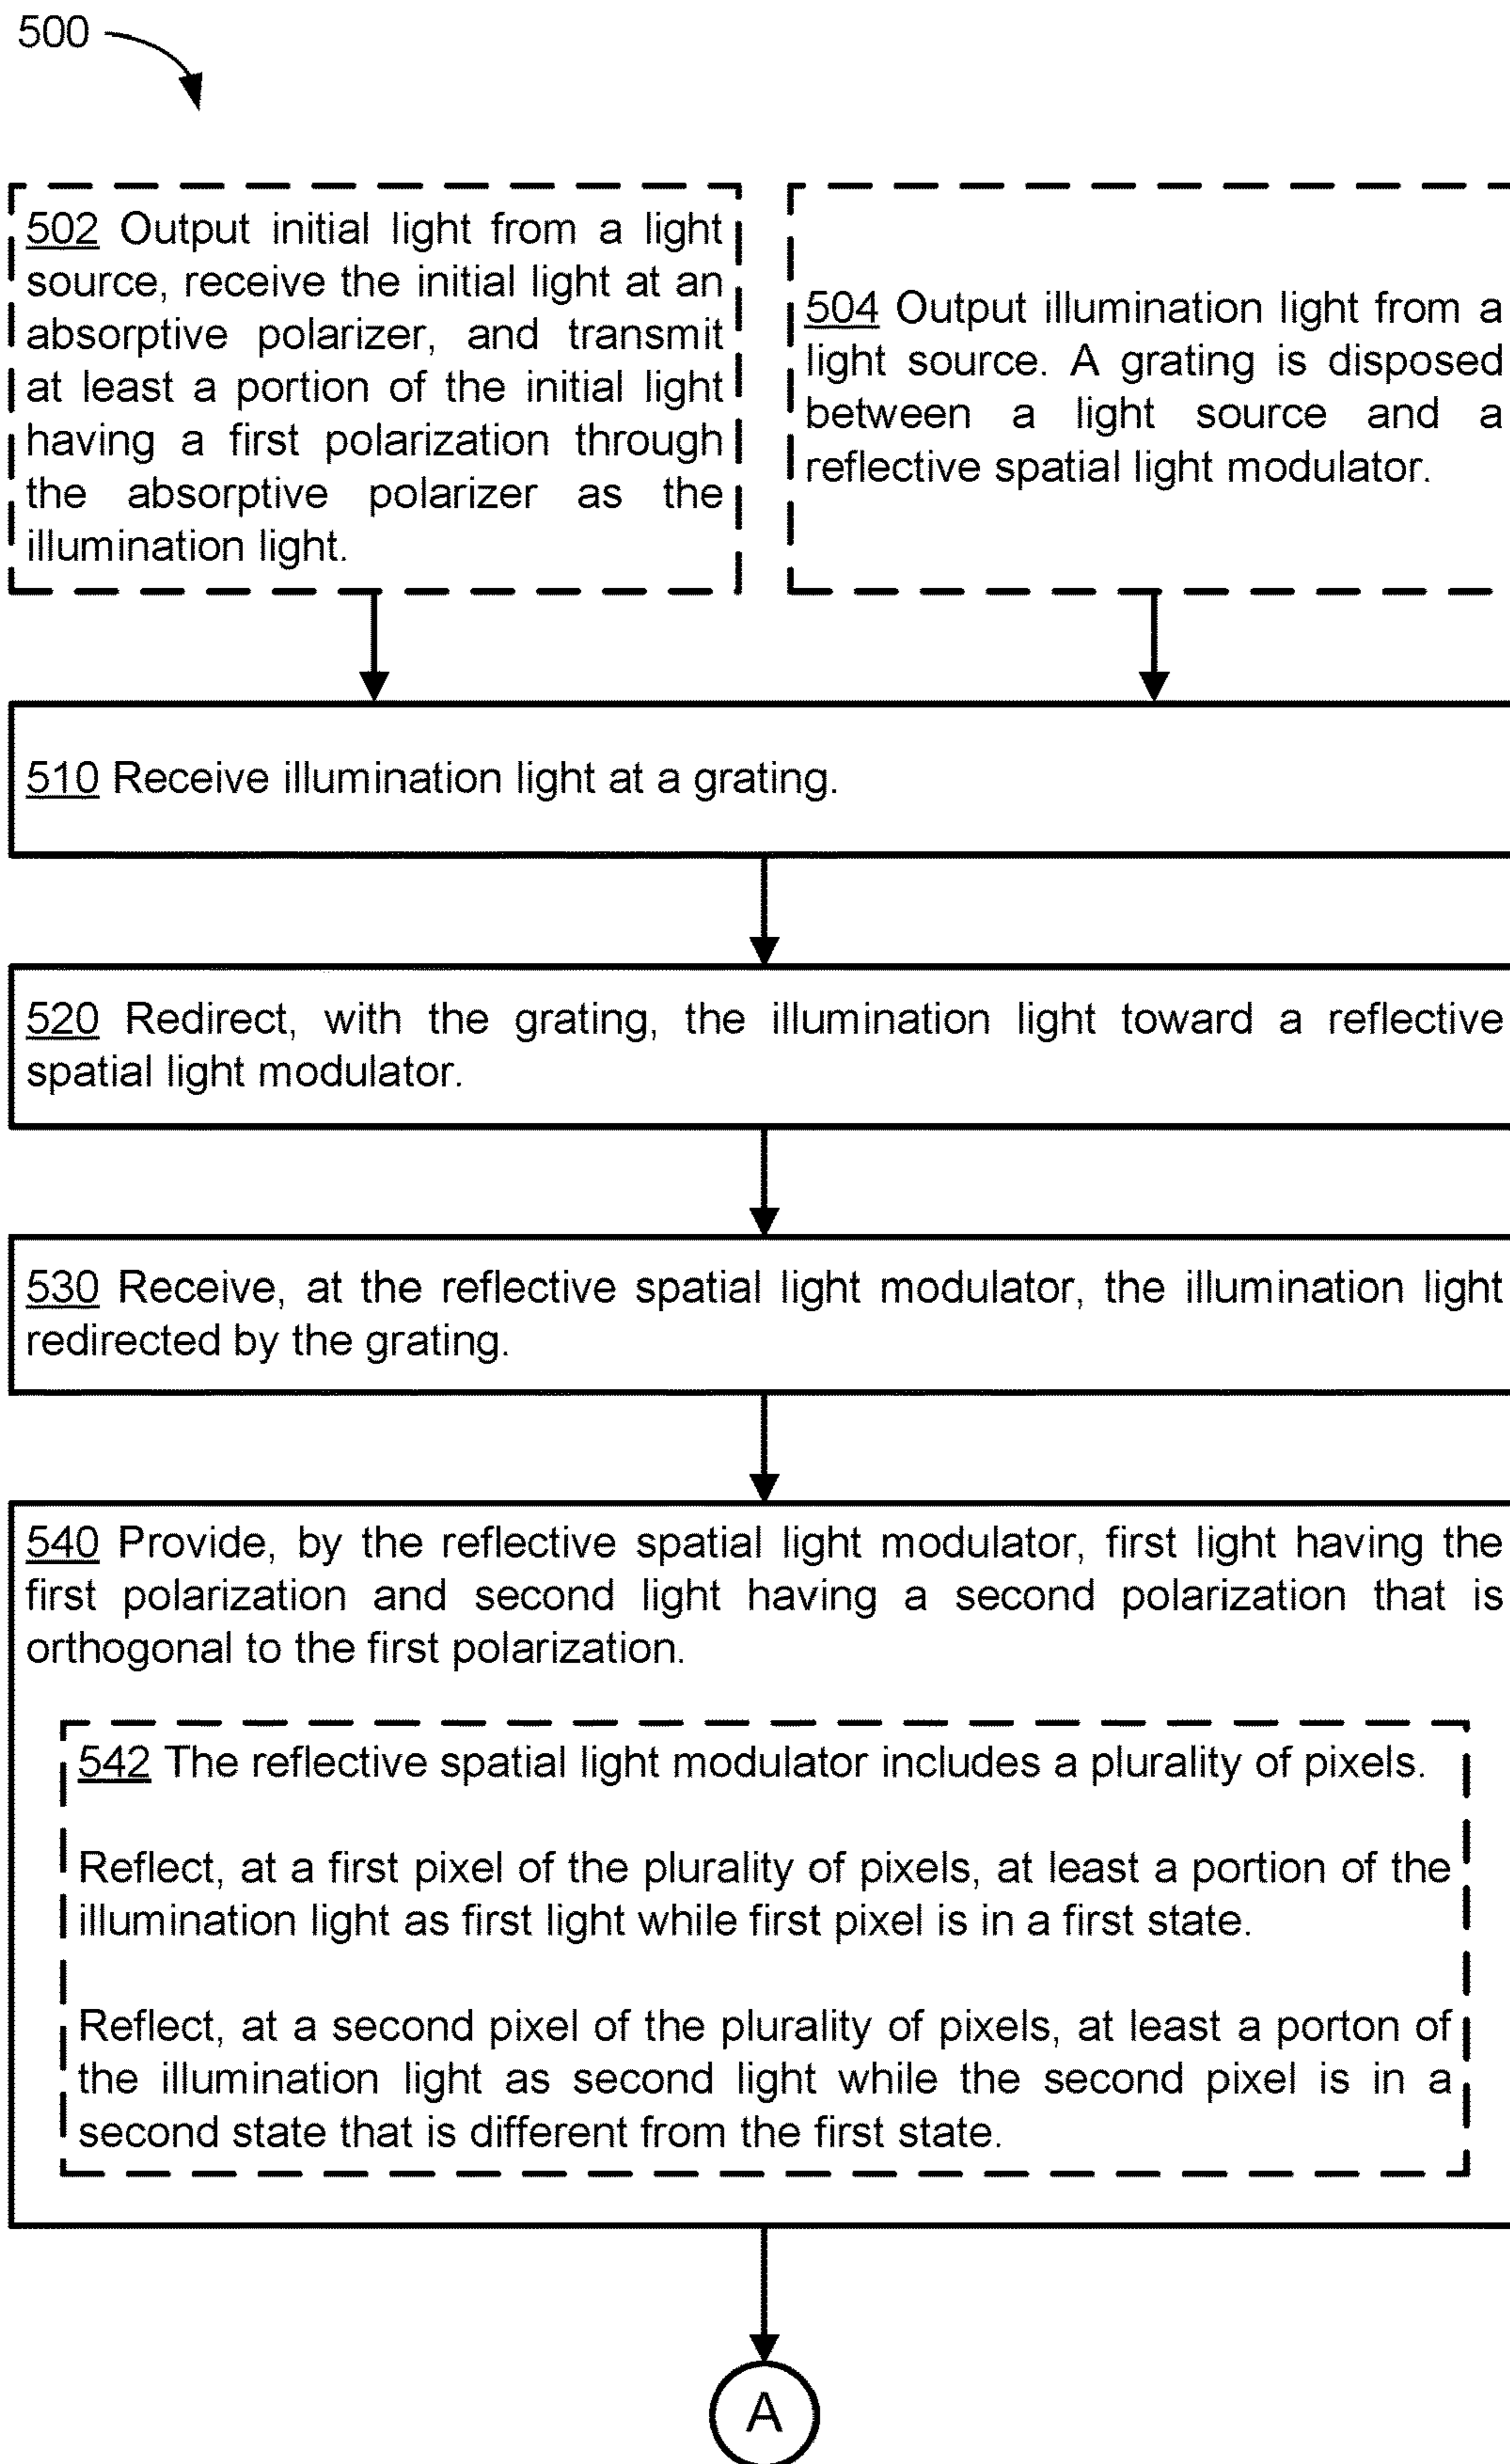 500
502 Output initial light from a light
source, receive the initial light at an
absorptive polarizer, and transmit
at least a portion of the initial light
having a first polarization through
the absorptive polarizer as the
illumination light.
504 Output illumination light from a
light source. A grating is disposed
between a light source and a
reflective spatial light modulator.
510 Receive illumination light at a grating.
520 Redirect, with the grating, the illumination light toward a reflective
spatial light modulator.
530 Receive, at the reflective spatial light modulator, the illumination light
redirected by the grating.
540 Provide, by the reflective spatial light modulator, first light having the
first polarization and second light having a second polarization that is
orthogonal to the first polarization.
542 The reflective spatial light modulator includes a plurality of pixels.
Reflect, at a first pixel of the plurality of pixels, at least a portion of the
illumination light as first light while first pixel is in a first state.
Reflect, at a second pixel of the plurality of pixels, at least a porton of
the illumination light as second light while the second pixel is in a
second state that is different from the first state.
A